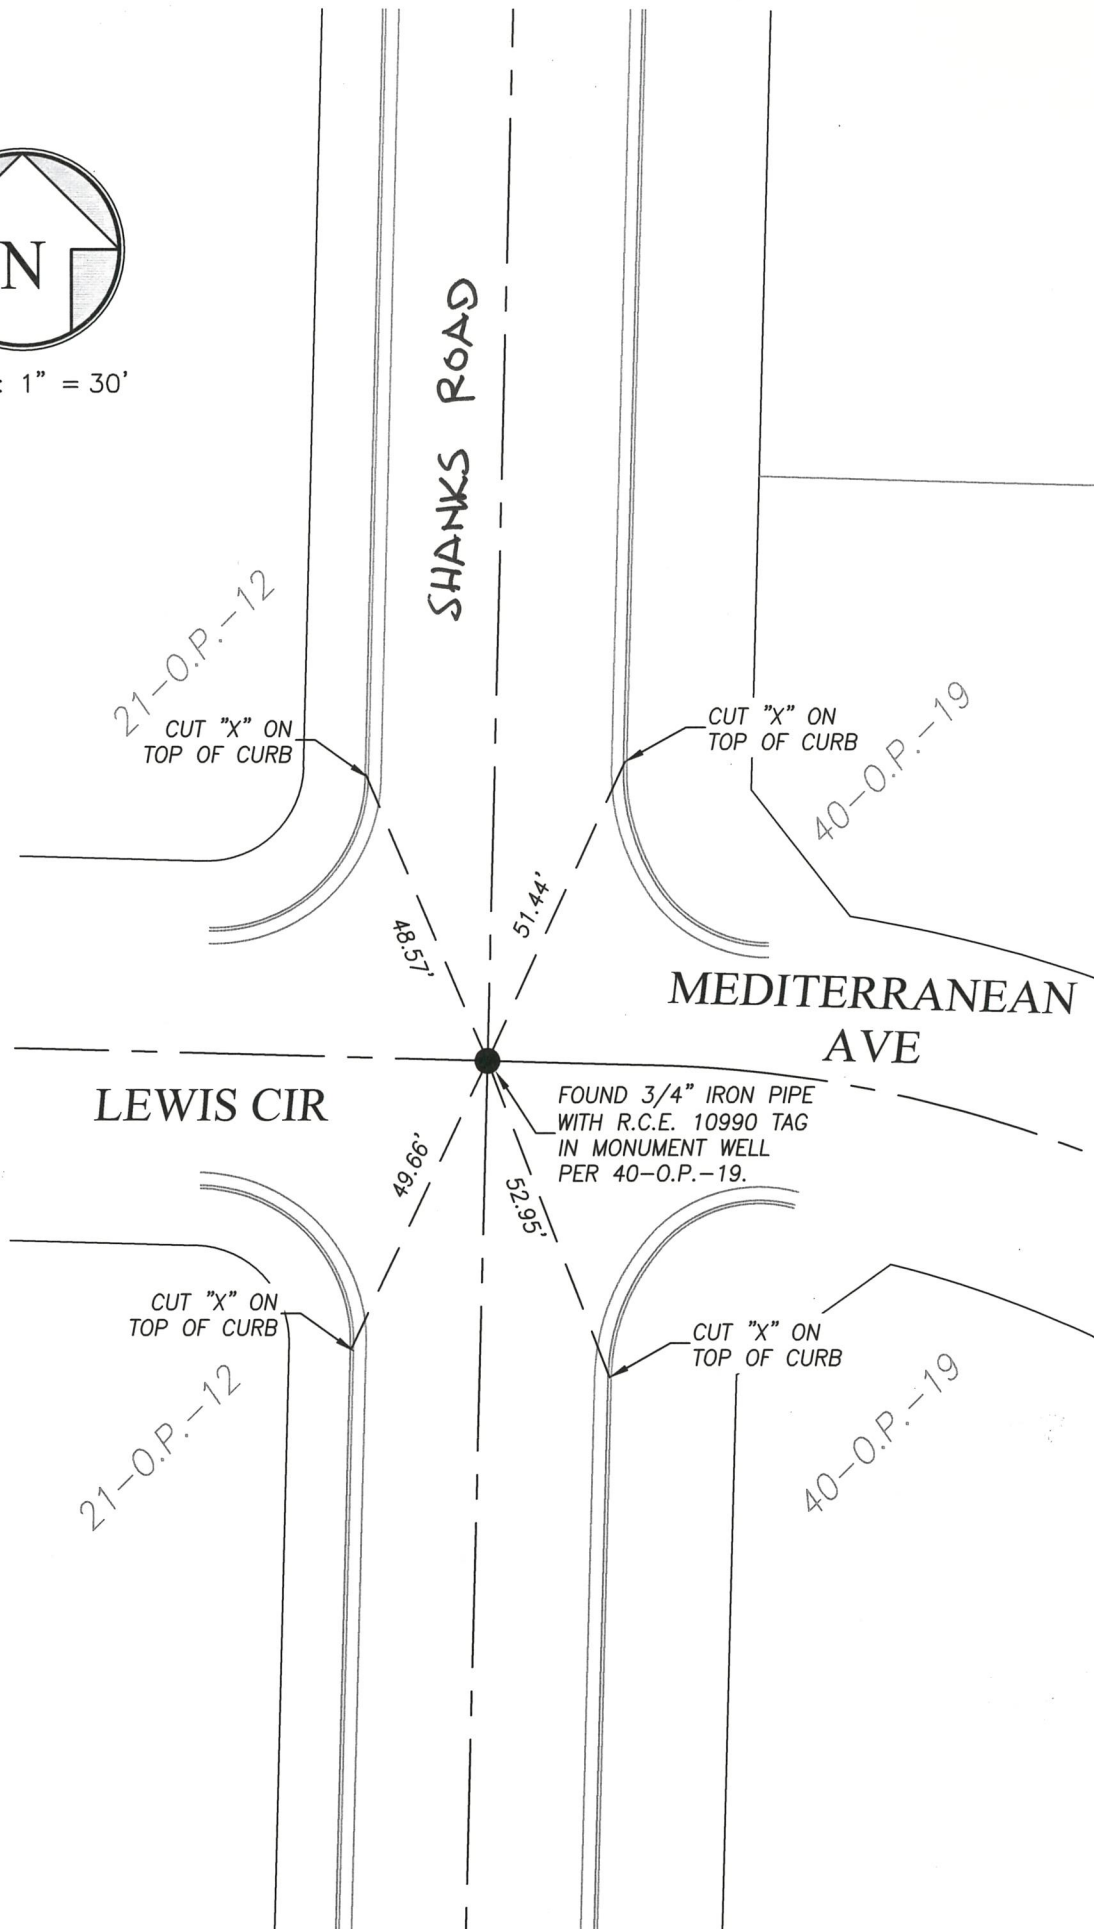 N
: 1" = 30'
SHANKS ROAD
21-O.P.-12
CUT "X" ON
TOP OF CURB
CUT "X" ON
TOP OF CURB
40-O.P.-19
48.57'
51.44'
MEDITERRANEAN
AVE
LEWIS CIR
FOUND 3/4" IRON PIPE
WITH R.C.E. 10990 TAG
IN MONUMENT WELL
PER 40-O.P.-19.
49.66'
52.95'
CUT "X" ON
TOP OF CURB
CUT "X" ON
TOP OF CURB
21-O.P.-12
40-O.P.-19